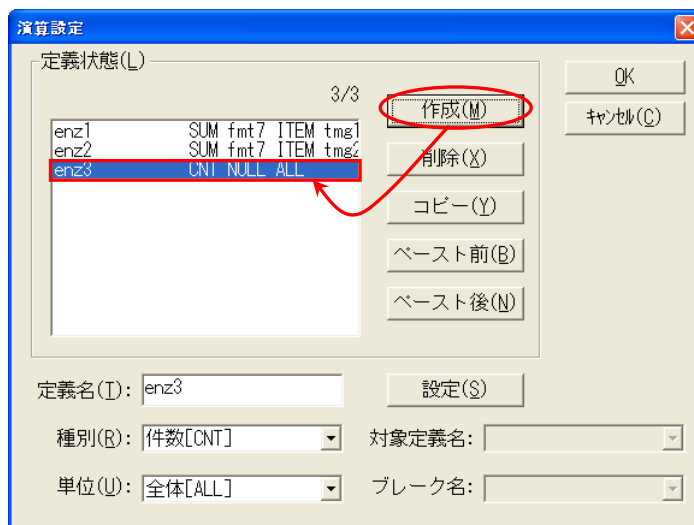 演算設定
定義状態(L)
3/3
enz1 SUM fmt7 ITEM tmg1
enz2 SUM fmt7 ITEM tmg2
enz3 CNT NULL ALL
作成(M)
削除(X)
コピー(Y)
ペースト前(B)
ペースト後(N)
OK
ｷｬﾝｾﾙ(C)
定義名(T): enz3
設定(S)
種別(R): 件数[CNT]
対象定義名:
単位(U): 全体[ALL]
ブレーク名: